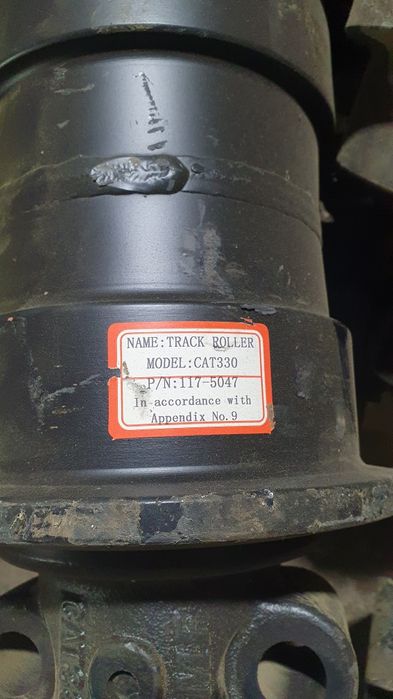 NAME:TRACK ROLLER
MODEL:CAT330
P/N:117-5047
In accordance with
Appendix No.9